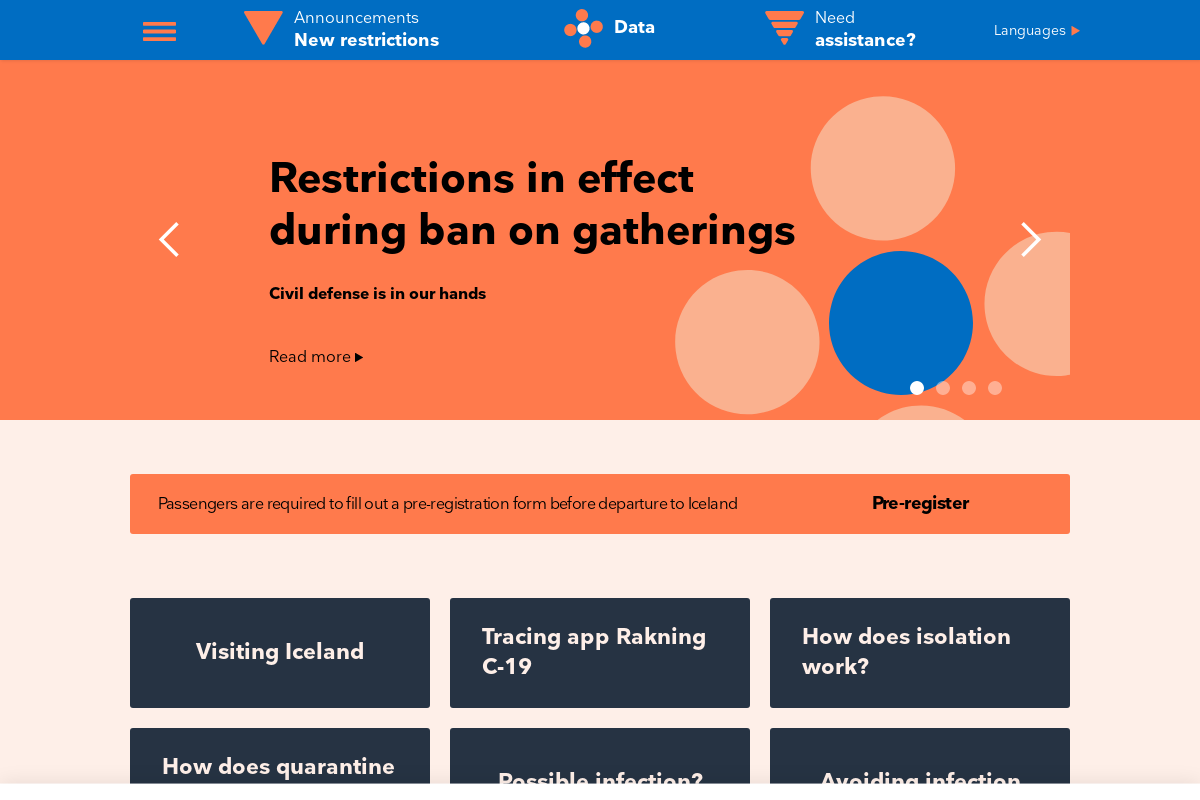 Announcements
New restrictions
Data
Need
assistance?
Languages
Restrictions in effect
during ban on gatherings
Civil defense is in our hands
Read more
Passengers are required to fill out a pre-registration form before departure to Iceland
Pre-register
Visiting Iceland
Tracing app Rakning
C-19
How does isolation
work?
How does quarantine
Possible infection?
Avoiding infection